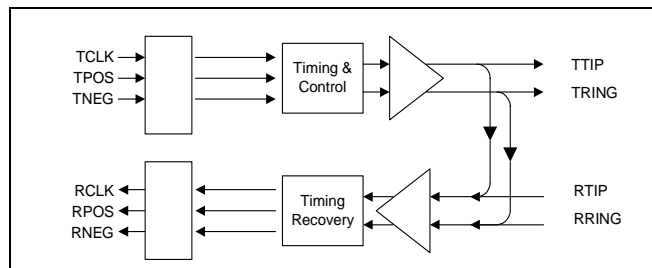 TCLK
TPOS
TNEG
Timing &
Control
TTIP
TRING
RCLK
RPOS
RNEG
Timing
Recovery
RTIP
RRING